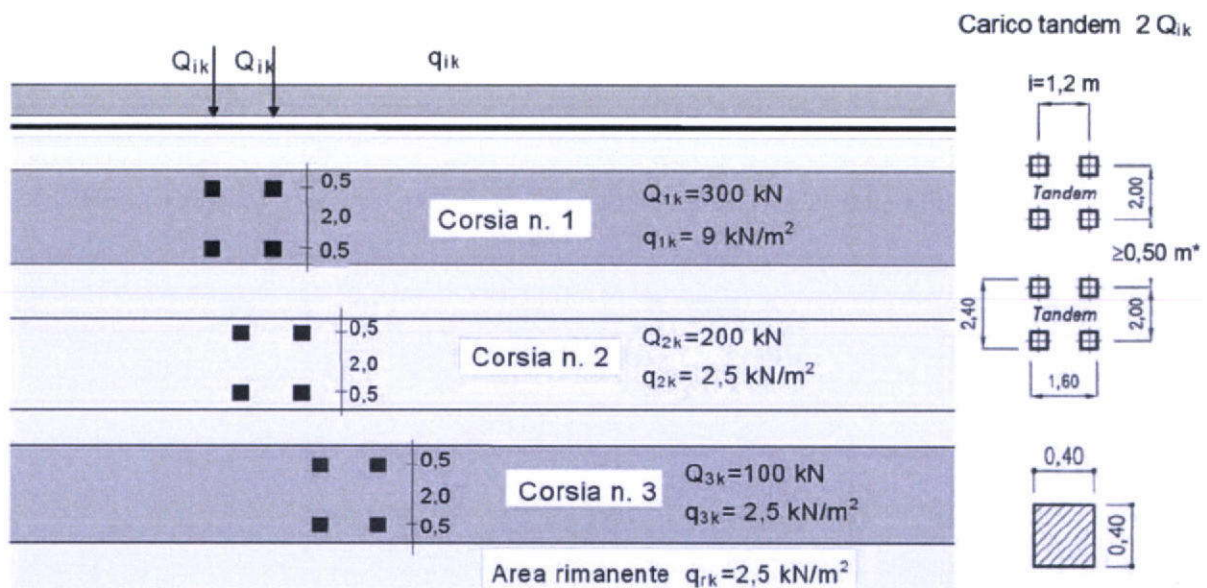 Carico tandem 2 Qik
Qik Qik qik
i=1,2 m
0,5
2,0
0,5
Corsia n. 1
Q1k=300 kN
q1k= 9 kN/m²
Tandem
2,00
≥0,50 m*
0,5
2,0
0,5
Corsia n. 2
Q2k=200 kN
q2k= 2,5 kN/m²
2,40
Tandem
2,00
1,60
0,5
2,0
0,5
Corsia n. 3
Q3k=100 kN
q3k= 2,5 kN/m²
0,40
0,40
Area rimanente qrk=2,5 kN/m²